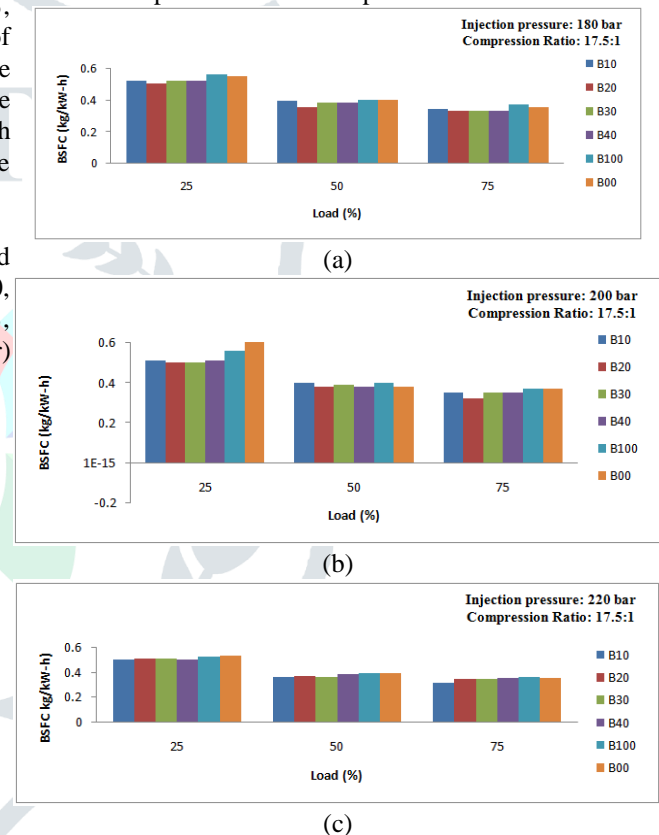 of
the
Injection pressure: 180 bar
Compression Ratio: 17.5:1
0.6
0.4
0.2
0
BSFC (kg/kW-h)
25
50
75
Load (%)
B10
B20
B30
B40
B100
B00
(a)
Injection pressure: 200 bar
Compression Ratio: 17.5:1
0.6
0.4
0.2
1E-15
-0.2
BSFC (kg/kW-h)
25
50
75
Load (%)
B10
B20
B30
B40
B100
B00
(b)
Injection pressure: 220 bar
Compression Ratio: 17.5:1
0.6
0.4
0.2
0
BSFC kg/kW-h)
25
50
75
Load (%)
B10
B20
B30
B40
B100
B00
(c)